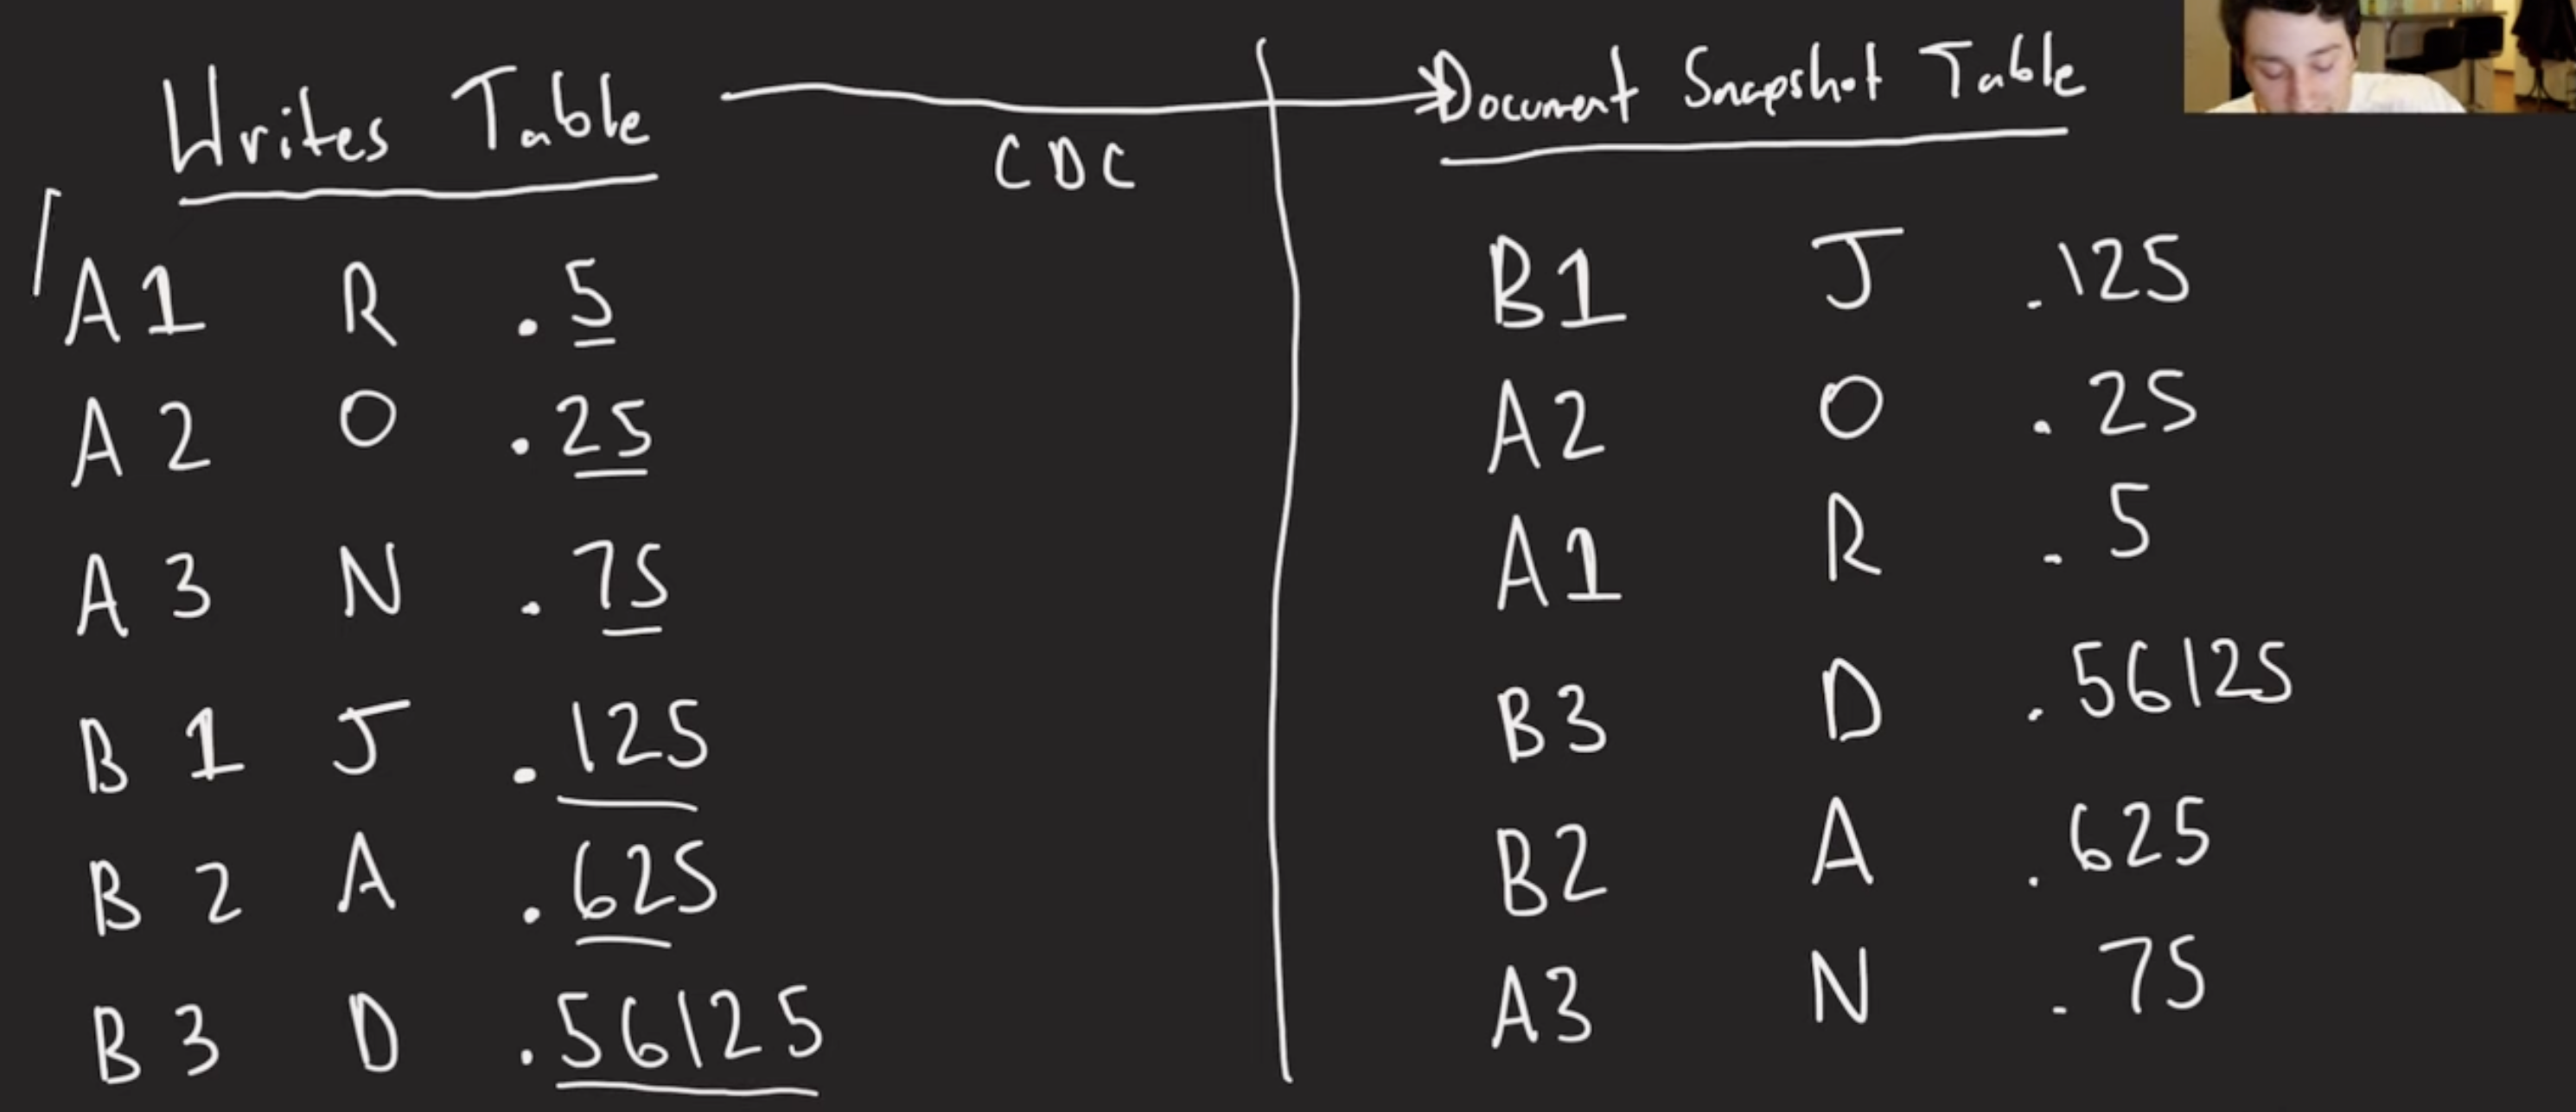 Writes Table
CDC
Document Snapshot Table
A1 R .5
A2 O .25
A3 N .75
B1 J .125
B2 A .625
B3 D .56125
B1 J .125
A2 O .25
A1 R .5
B3 D .56125
B2 A .625
A3 N .75